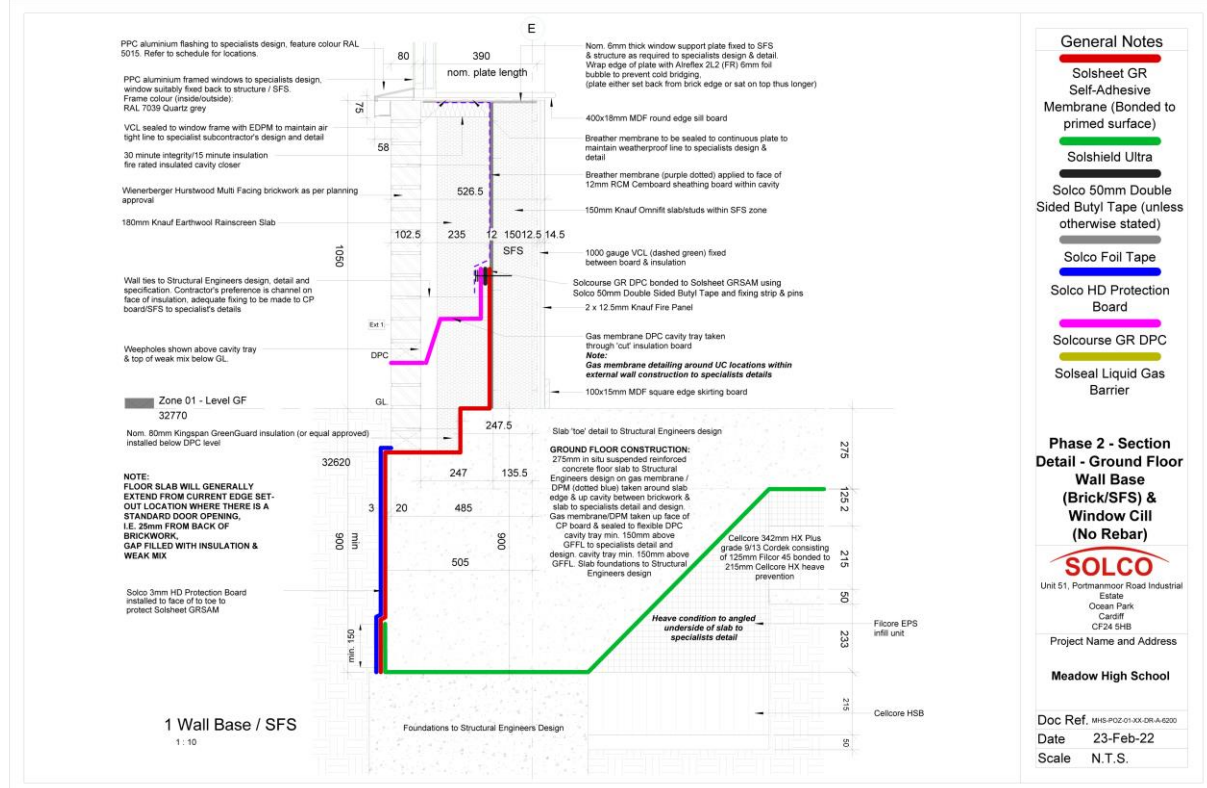 E
PPC aluminium flashing to specialists design, feature colour RAL
5015. Refer to schedule for locations.
PPC aluminium framed windows to specialists design,
window suitably fixed back to structure / SFS.
Frame colour (inside/outside):
RAL 7039 Quartz grey
VCL sealed to window frame with EDPM to maintain air
tight line to specialist subcontractor's design and detail
30 minute integrity/15 minute insulation
fire rated insulated cavity closer
Wienerberger Hurstwood Multi Facing brickwork as per planning
approval
180mm Knauf Earthwool Rainscreen Slab
Wall ties to Structural Engineers design, detail and
specification. Contractor's preference is channel on
face of insulation, adequate fixing to be made to CP
board/SFS to specialist's details
Weepholes shown above cavity tray
& top of weak mix below GL.
Zone 01 - Level GF
32770
Nom. 80mm Kingspan GreenGuard insulation (or equal approved)
installed below DPC level
32620
NOTE:
FLOOR SLAB WILL GENERALLY
EXTEND FROM CURRENT EDGE SET-
OUT LOCATION WHERE THERE IS A
STANDARD DOOR OPENING,
I.E. 25mm FROM BACK OF
BRICKWORK,
GAP FILLED WITH INSULATION &
WEAK MIX
Solco 3mm HD Protection Board
installed to face of to toe to
protect Solsheet GRSAM
1 Wall Base / SFS
1 : 10
80
390
nom. plate length
75
58
526.5
102.5
235
12
150
12.5
14.5
SFS
1050
Ext 1
DPC
GL
247.5
247
135.5
3
20
485
505
900
min
900
min. 150
Nom. 6mm thick window support plate fixed to SFS
& structure as required to specialists design & detail.
Wrap edge of plate with Alreflex 2L2 (FR) 6mm foil
bubble to prevent cold bridging,
(plate either set back from brick edge or sat on top thus longer)
400x18mm MDF round edge sill board
Breather membrane to be sealed to continuous plate to
maintain weatherproof line to specialists design &
detail
Breather membrane (purple dotted) applied to face of
12mm RCM Cemboard sheathing board within cavity
150mm Knauf Omnifit slab/studs within SFS zone
1000 gauge VCL (dashed green) fixed
between board & insulation
Solcourse GR DPC bonded to Solsheet GRSAM using
Solco 50mm Double Sided Butyl Tape and fixing strip & pins
2 x 12.5mm Knauf Fire Panel
Gas membrane DPC cavity tray taken
through 'cut' insulation board
Note:
Gas membrane detailing around UC locations within
external wall construction to specialists details
100x15mm MDF square edge skirting board
Slab 'toe' detail to Structural Engineers design
GROUND FLOOR CONSTRUCTION:
275mm in situ suspended reinforced
concrete floor slab to Structural
Engineers design on gas membrane /
DPM (dotted blue) taken around slab
edge & up cavity between brickwork &
slab to specialists detail and design.
Gas membrane/DPM taken up face of
CP board & sealed to flexible DPC
cavity tray min. 150mm above
GFFL to specialists detail and
design. cavity tray min. 150mm above
GFFL. Slab foundations to Structural
Engineers design
Cellcore 342mm HX Plus
grade 9/13 Cordek consisting
of 125mm Filcor 45 bonded to
215mm Cellcore HX heave
prevention
Heave condition to angled
underside of slab to
specialists detail
275
125
2
215
50
233
215
50
Filcore EPS
infill unit
Cellcore HSB
Foundations to Structural Engineers Design
General Notes
Solsheet GR
Self-Adhesive
Membrane (Bonded to
primed surface)
Solshield Ultra
Solco 50mm Double
Sided Butyl Tape (unless
otherwise stated)
Solco Foil Tape
Solco HD Protection
Board
Solcourse GR DPC
Solseal Liquid Gas
Barrier
Phase 2 - Section
Detail - Ground Floor
Wall Base
(Brick/SFS) &
Window Cill
(No Rebar)
SOLCO
Unit 51, Portmanmoor Road Industrial
Estate
Ocean Park
Cardiff
CF24 5HB
Project Name and Address
Meadow High School
Doc Ref. MHS-POZ-01-XX-DR-A-6200
Date 23-Feb-22
Scale N.T.S.